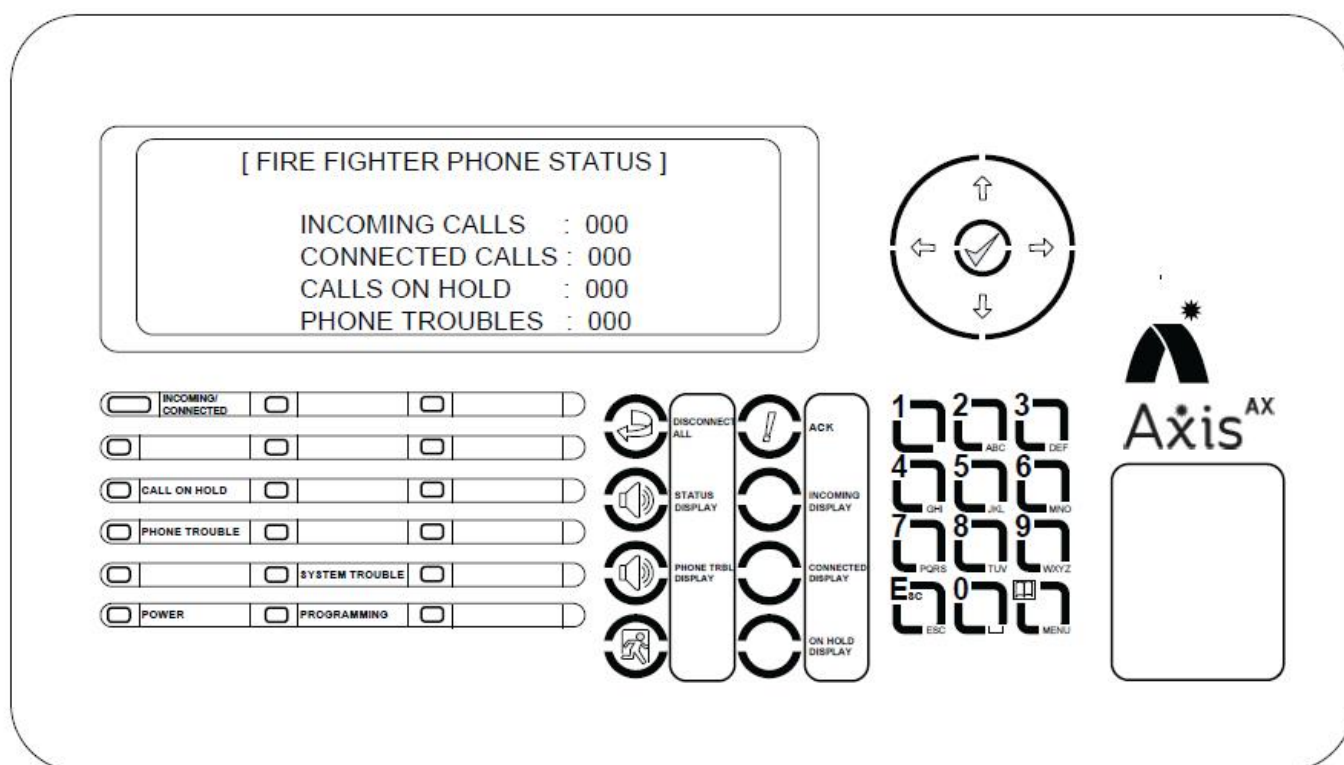 [ FIRE FIGHTER PHONE STATUS ]
INCOMING CALLS : 000
CONNECTED CALLS : 000
CALLS ON HOLD : 000
PHONE TROUBLES : 000
INCOMING/
CONNECTED
CALL ON HOLD
PHONE TROUBLE
SYSTEM TROUBLE
POWER
PROGRAMMING
DISCONNECT
ALL
STATUS
DISPLAY
PHONE TRBL
DISPLAY
ACK
INCOMING
DISPLAY
CONNECTED
DISPLAY
ON HOLD
DISPLAY
1
2 ABC
3 DEF
4 GHI
5 JKL
6 MNO
7 PQRS
8 TUV
9 WXYZ
Esc ESC
0
MENU
Axis AX